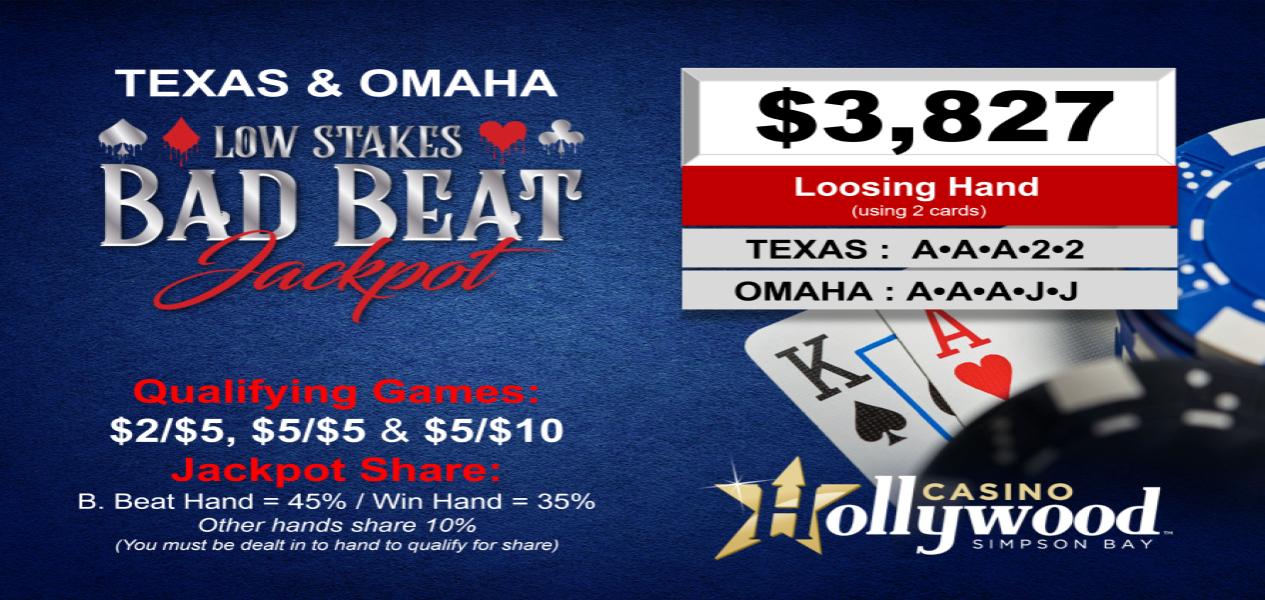 TEXAS & OMAHA
LOW STAKES
BAD BEAT
Jackpot
Qualifying Games:
$2/$5, $5/$5 & $5/$10
Jackpot Share:
B. Beat Hand = 45% / Win Hand = 35%
Other hands share 10%
(You must be dealt in to hand to qualify for share)
$3,827
Loosing Hand
(using 2 cards)
TEXAS : A•A•A•2•2
OMAHA : A•A•A•J•J
K
A
CASINO
Hollywood™
SIMPSON BAY